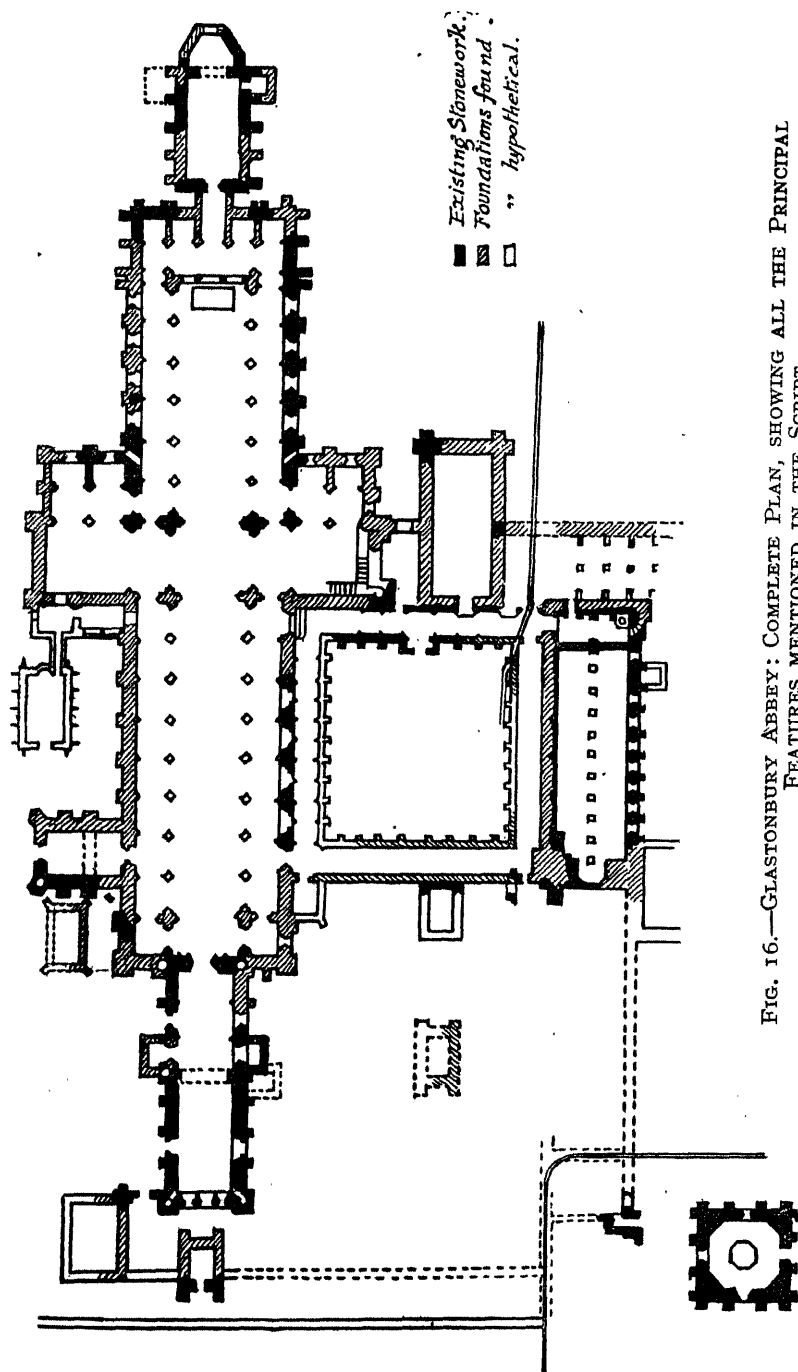 Existing Stonework.
Foundations found.
„ hypothetical.
FIG. 16.—GLASTONBURY ABBEY: COMPLETE PLAN, SHOWING ALL THE PRINCIPAL
FEATURES MENTIONED IN THE SCRIPT